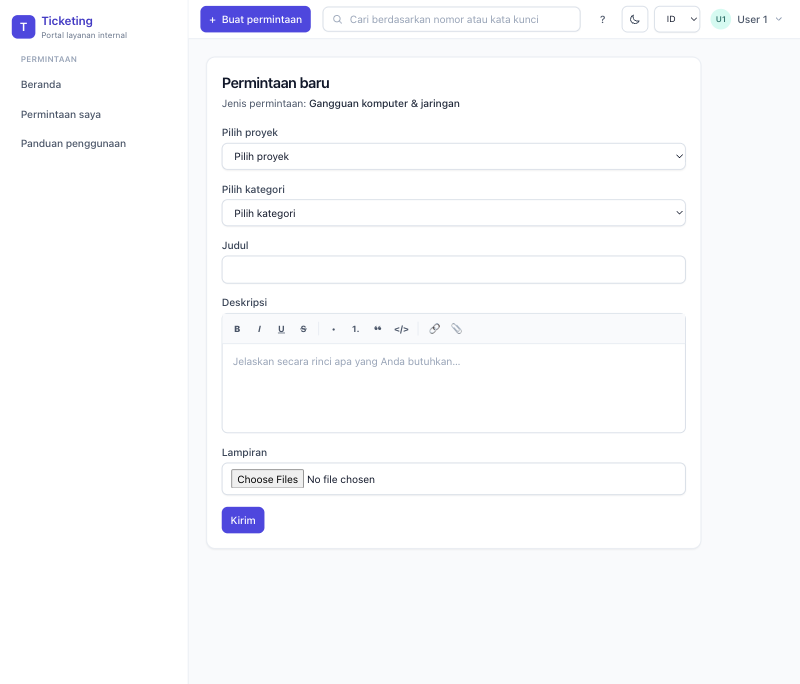 T
Ticketing
Portal layanan internal
PERMINTAAN
Beranda
Permintaan saya
Panduan penggunaan
+ Buat permintaan
Cari berdasarkan nomor atau kata kunci
?
ID
U1
User 1
Permintaan baru
Jenis permintaan: Gangguan komputer & jaringan
Pilih proyek
Pilih proyek
Pilih kategori
Pilih kategori
Judul
Deskripsi
B I U S • 1. ❝ </>
Jelaskan secara rinci apa yang Anda butuhkan...
Lampiran
Choose Files No file chosen
Kirim